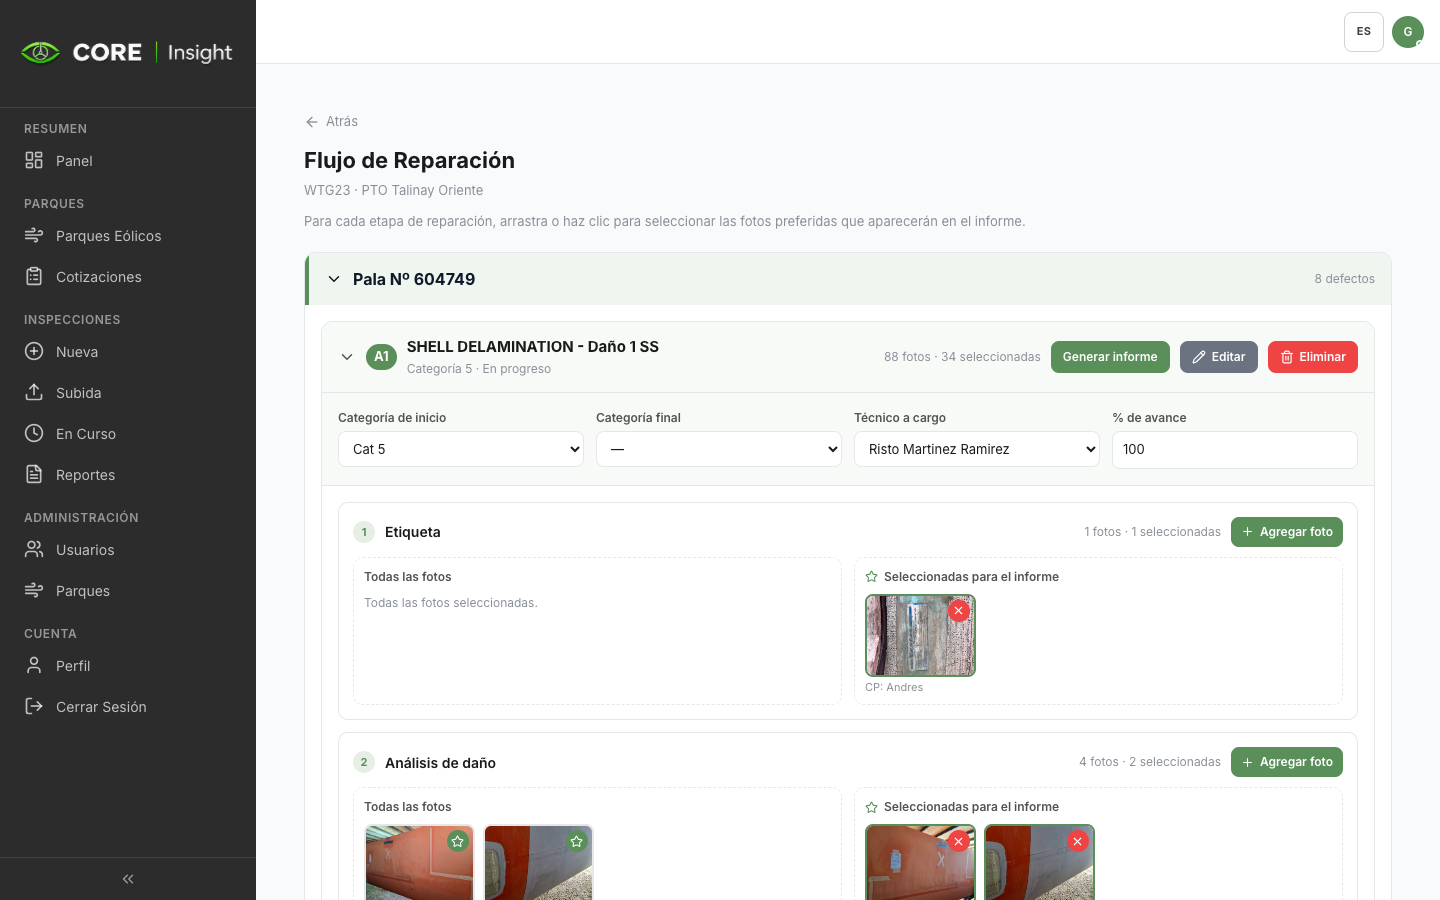 CORE | Insight
ES
G
RESUMEN
Panel
PARQUES
Parques Eólicos
Cotizaciones
INSPECCIONES
Nueva
Subida
En Curso
Reportes
ADMINISTRACIÓN
Usuarios
Parques
CUENTA
Perfil
Cerrar Sesión
Atrás
Flujo de Reparación
WTG23 · PTO Talinay Oriente
Para cada etapa de reparación, arrastra o haz clic para seleccionar las fotos preferidas que aparecerán en el informe.
Pala Nº 604749
8 defectos
A1
SHELL DELAMINATION - Daño 1 SS
Categoría 5 · En progreso
88 fotos · 34 seleccionadas
Generar informe
Editar
Eliminar
Categoría de inicio
Categoría final
Técnico a cargo
% de avance
Cat 5
—
Risto Martinez Ramirez
100
1
Etiqueta
1 fotos · 1 seleccionadas
Agregar foto
Todas las fotos
Todas las fotos seleccionadas.
Seleccionadas para el informe
CP: Andres
2
Análisis de daño
4 fotos · 2 seleccionadas
Agregar foto
Todas las fotos
Seleccionadas para el informe